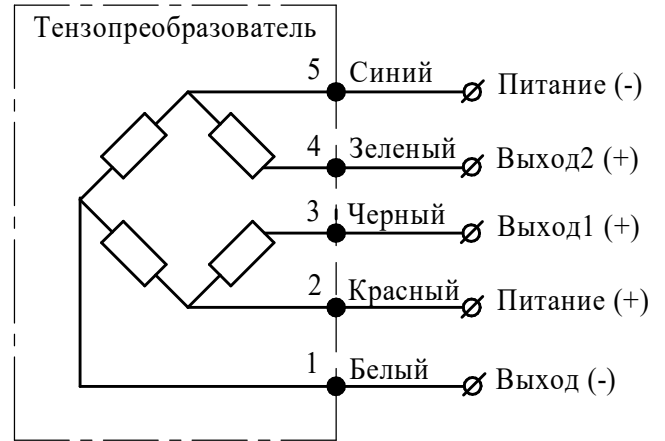 Тензопреобразователь
5 Синий Питание (-)
4 Зеленый Выход2 (+)
3 Черный Выход1 (+)
2 Красный Питание (+)
1 Белый Выход (-)